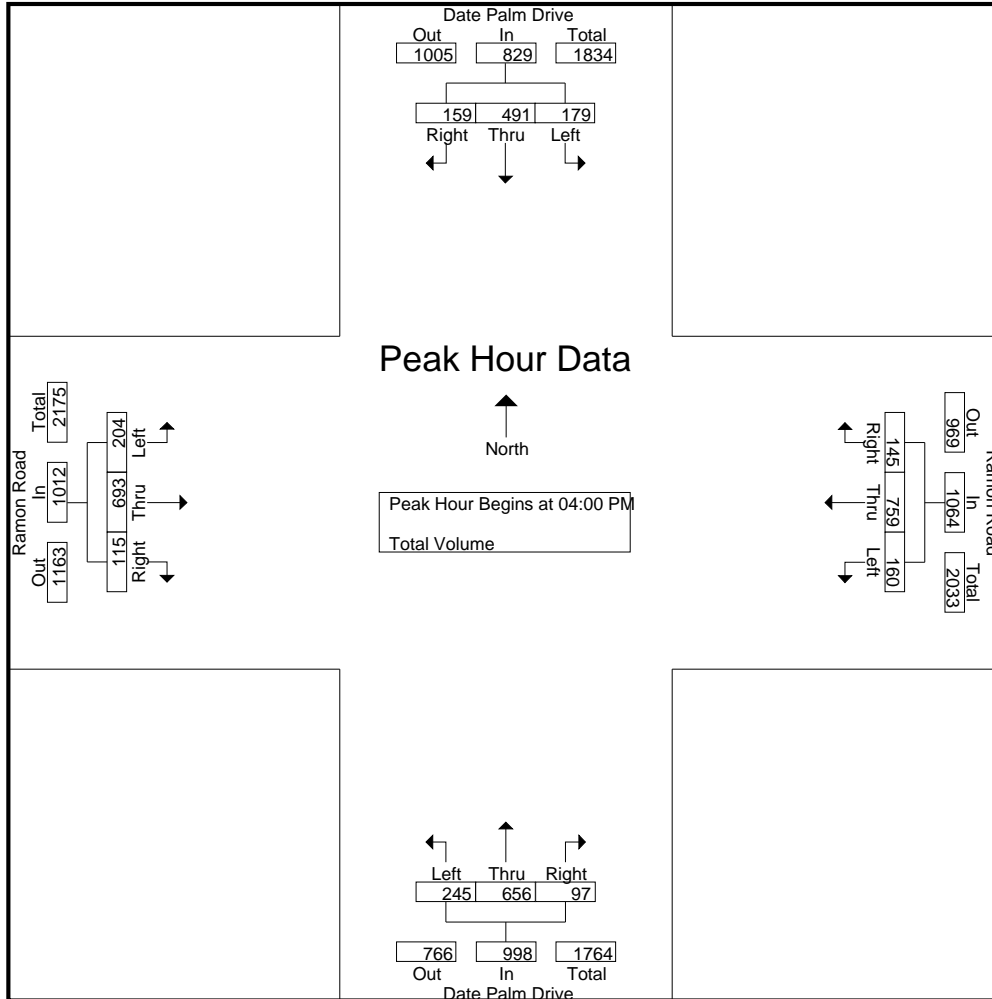 Date Palm Drive
Out In Total
1005 829 1834
159 491 179
Right Thru Left
Peak Hour Data
North
Peak Hour Begins at 04:00 PM
Total Volume
Ramon Road
Total In Out
2175 1012 1163
204 693 115
Left Thru Right
Right Thru Left
145 759 160
969 1064 2033
Out In Total
Ramon Road
Left Thru Right
245 656 97
766 998 1764
Out In Total
Date Palm Drive